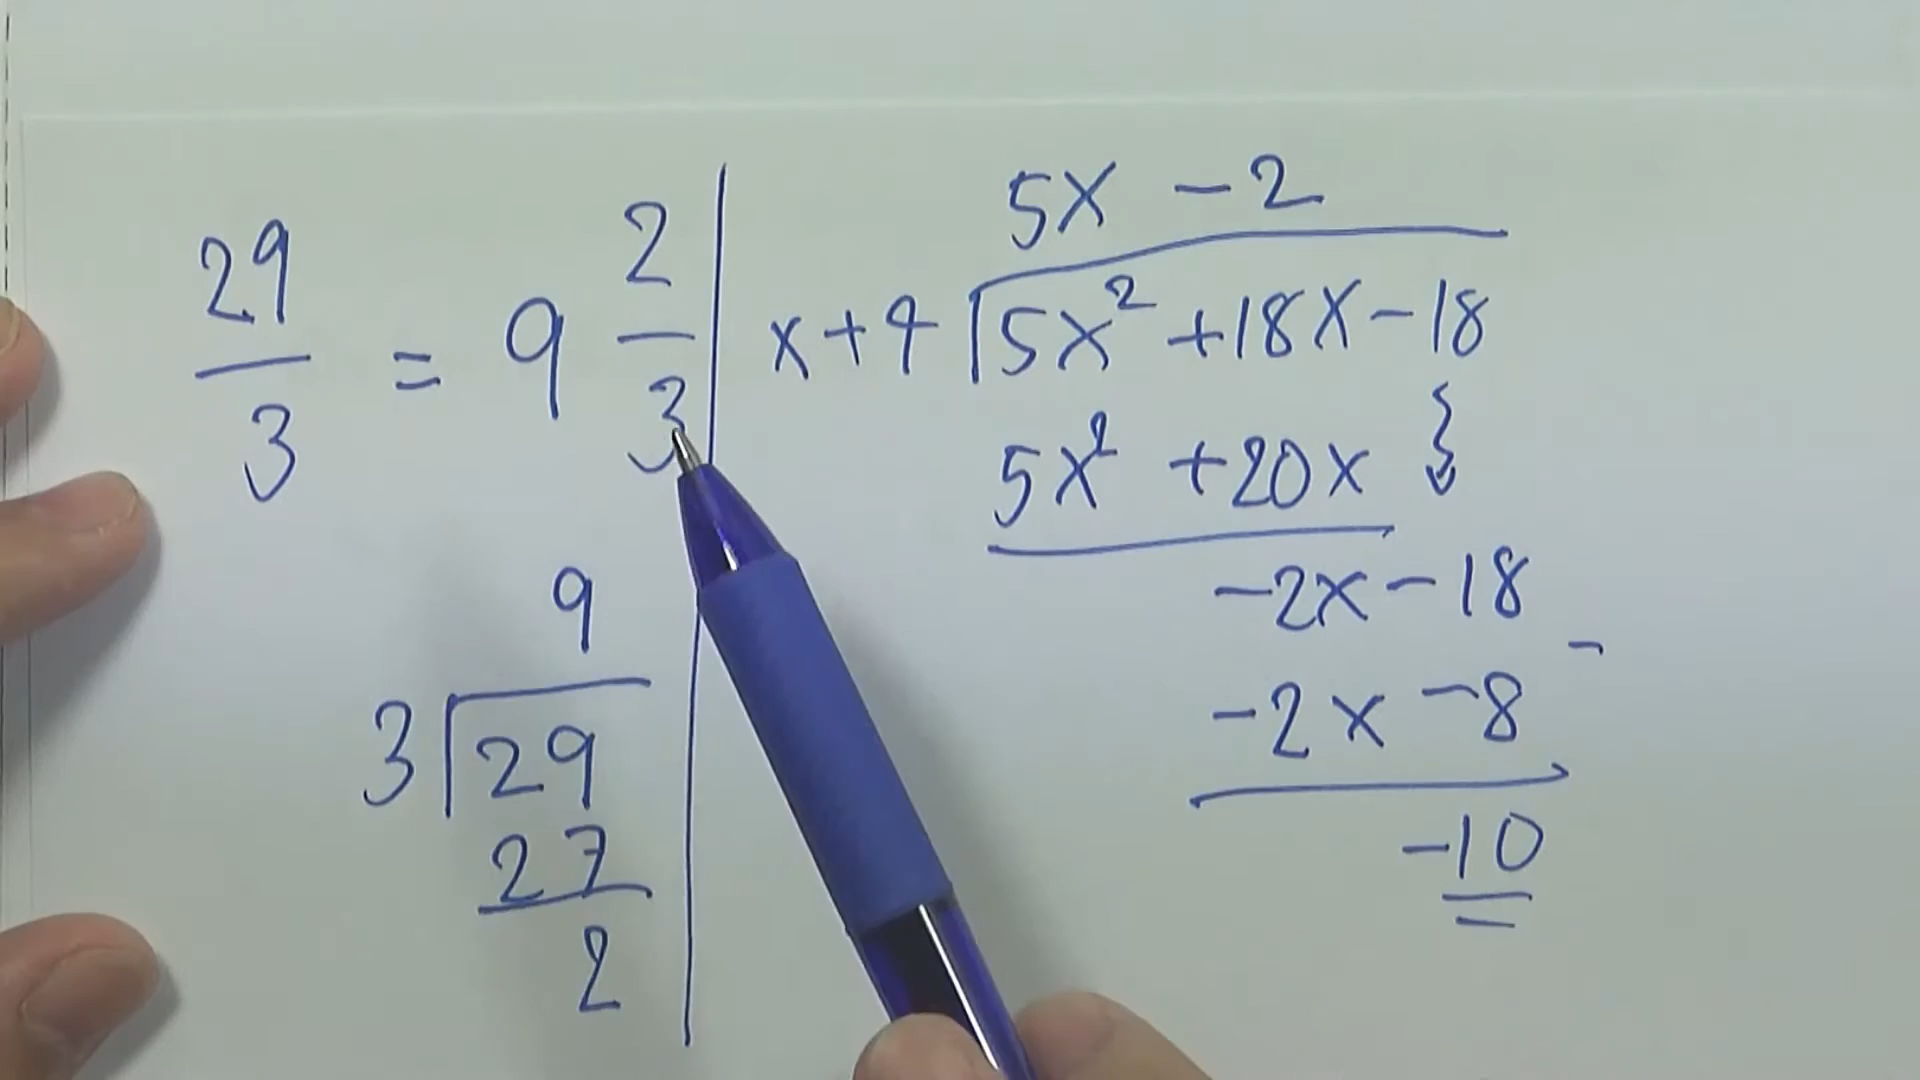 29/3 = 9 2/3
9
3 29
27
2
5x - 2
x+4 5x² +18x-18
5x² +20x
-2x-18
-
-2x -8
-10